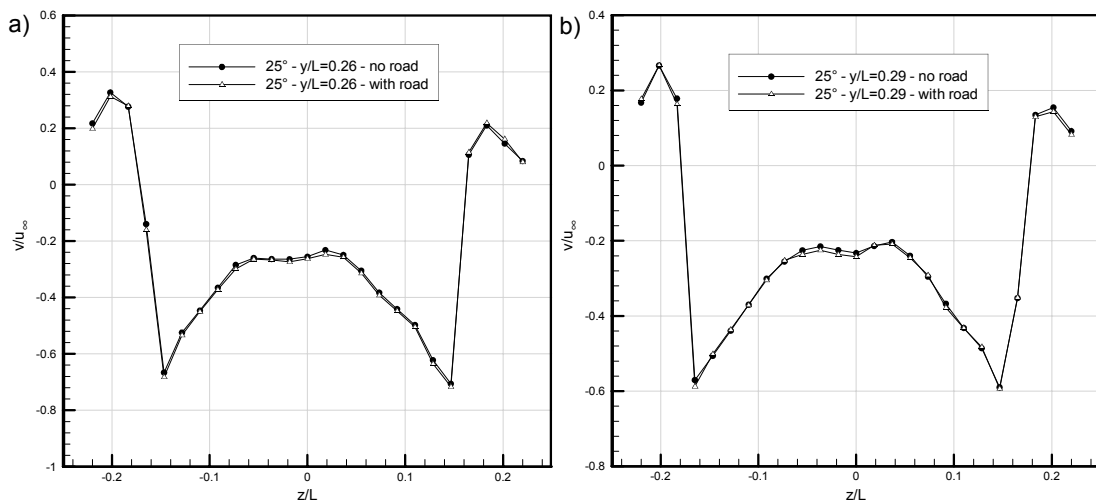 a)
25° - y/L=0.26 - no road
25° - y/L=0.26 - with road
0.6
0.4
0.2
0
-0.2
-0.4
-0.6
-0.8
-1
v/u∞
-0.2
-0.1
0
0.1
0.2
z/L
b)
25° - y/L=0.29 - no road
25° - y/L=0.29 - with road
0.4
0.2
0
-0.2
-0.4
-0.6
-0.8
v/u∞
-0.2
-0.1
0
0.1
0.2
z/L